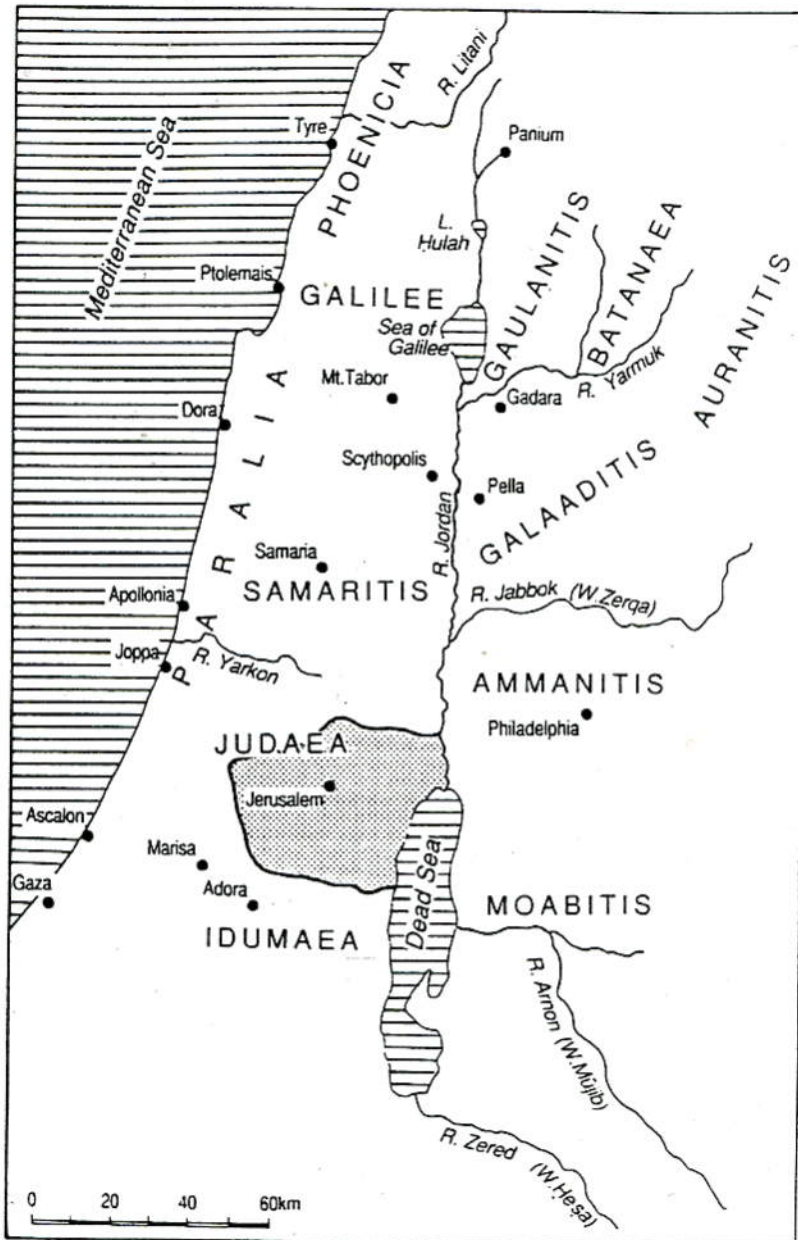 R. Litani
PHOENICIA
Tyre
Panium
Mediterranean Sea
L.
Hulah
GAULANITIS
BATANAEA
AURANITIS
Ptolemais
GALILEE
Sea of
Galilee
R. Yarmuk
Mt. Tabor
Gadara
Dora
PARALIA
Scythopolis
Pella
GALAADITIS
R. Jordan
Samaria
SAMARITIS
R. Jabbok (W.Zerqa)
Apollonia
Joppa
R. Yarkon
AMMANITIS
Philadelphia
JUDAEA
Jerusalem
Ascalon
Marisa
Adora
Gaza
Dead Sea
MOABITIS
IDUMAEA
R. Arnon (W.Mūjib)
R. Zered (W.Ḥeṣa)
0 20 40 60km